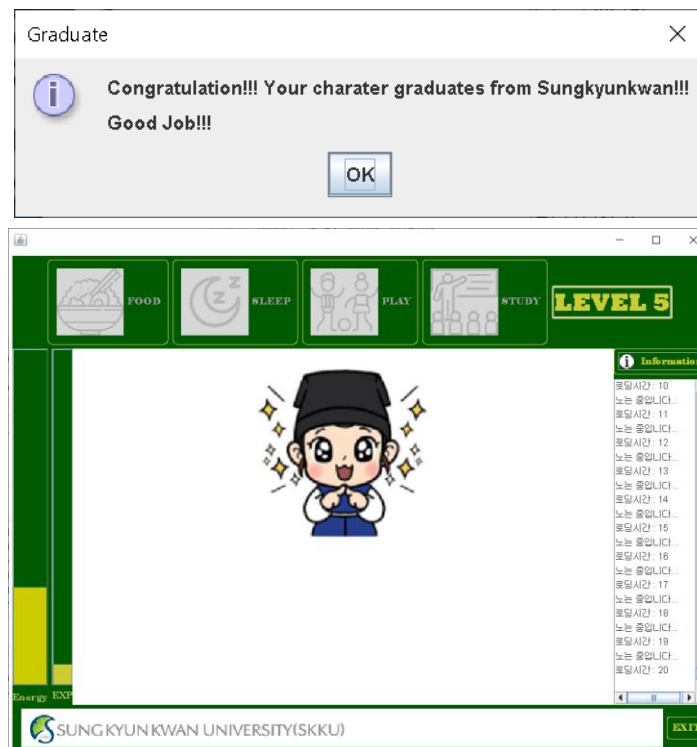 Graduate
Congratulation!!! Your charater graduates from Sungkyunkwan!!!
Good Job!!!
OK
FOOD
SLEEP
PLAY
STUDY
LEVEL 5
Informatio
로딩시간 : 10
노는 중입니다...
로딩시간 : 11
노는 중입니다...
로딩시간 : 12
노는 중입니다...
로딩시간 : 13
노는 중입니다...
로딩시간 : 14
노는 중입니다...
로딩시간 : 15
노는 중입니다...
로딩시간 : 16
노는 중입니다...
로딩시간 : 17
노는 중입니다...
로딩시간 : 18
노는 중입니다...
로딩시간 : 19
노는 중입니다...
로딩시간 : 20
Energy EXP
SUNG KYUN KWAN UNIVERSITY(SKKU)
EXIT